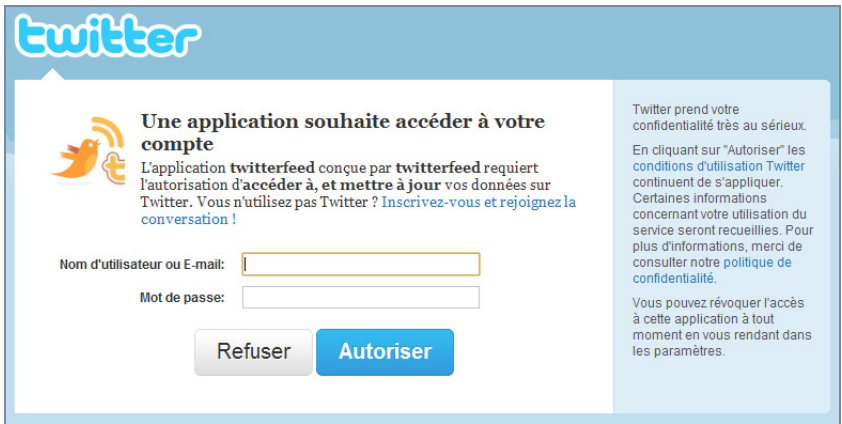 twitter
Une application souhaite accéder à votre
compte
L'application twitterfeed conçue par twitterfeed requiert
l'autorisation d'accéder à, et mettre à jour vos données sur
Twitter. Vous n'utilisez pas Twitter ? Inscrivez-vous et rejoignez la
conversation !
Nom d'utilisateur ou E-mail:
Mot de passe:
Refuser
Autoriser
Twitter prend votre
confidentialité très au sérieux.
En cliquant sur "Autoriser" les
conditions d'utilisation Twitter
continuent de s'appliquer.
Certaines informations
concernant votre utilisation du
service seront recueillies. Pour
plus d'informations, merci de
consulter notre politique de
confidentialité.
Vous pouvez révoquer l'accès
à cette application à tout
moment en vous rendant dans
les paramètres.